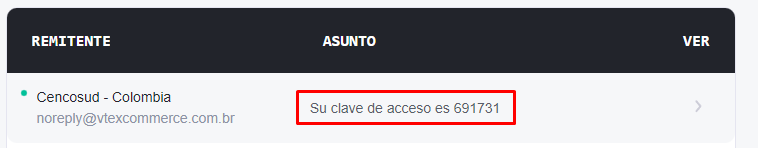 REMITENTE ASUNTO VER
Cencosud - Colombia
noreply@vtexcommerce.com.br
Su clave de acceso es 691731